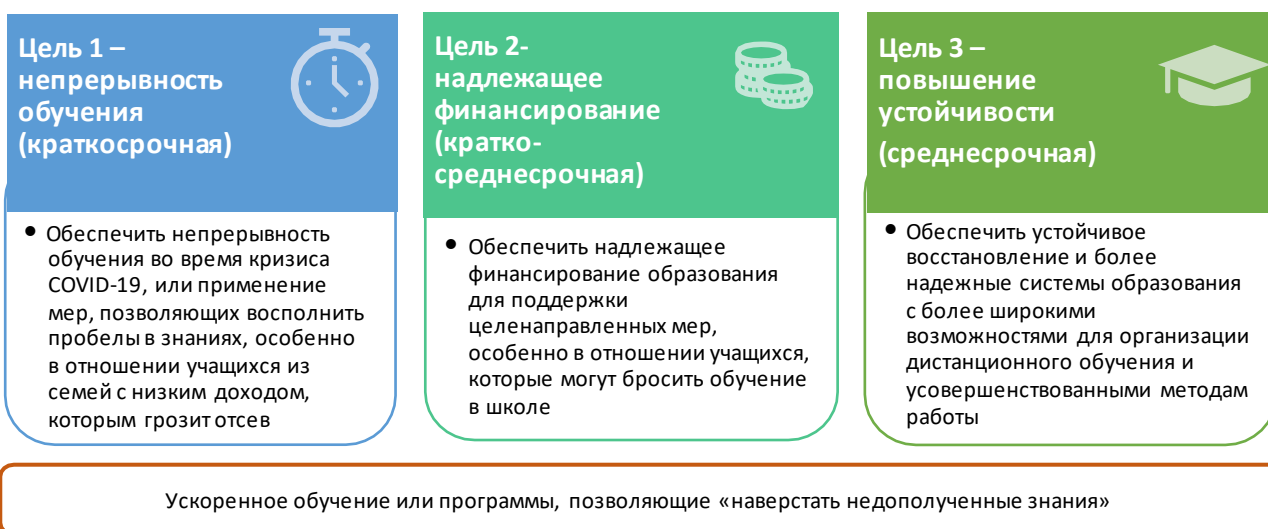 Цель 1 –
непрерывность
обучения
(краткосрочная)
• Обеспечить непрерывность
обучения во время кризиса
COVID-19, или применение
мер, позволяющих восполнить
пробелы в знаниях, особенно
в отношении учащихся из
семей с низким доходом,
которым грозит отсев
Цель 2-
надлежащее
финансирование
(кратко-
среднесрочная)
• Обеспечить надлежащее
финансирование образования
для поддержки
целенаправленных мер,
особенно в отношении учащихся,
которые могут бросить обучение
в школе
Цель 3 –
повышение
устойчивости
(среднесрочная)
• Обеспечить устойчивое
восстановление и более
надежные системы образования
с более широкими
возможностями для организации
дистанционного обучения и
усовершенствованными методам
работы
Ускоренное обучение или программы, позволяющие «наверстать недополученные знания»